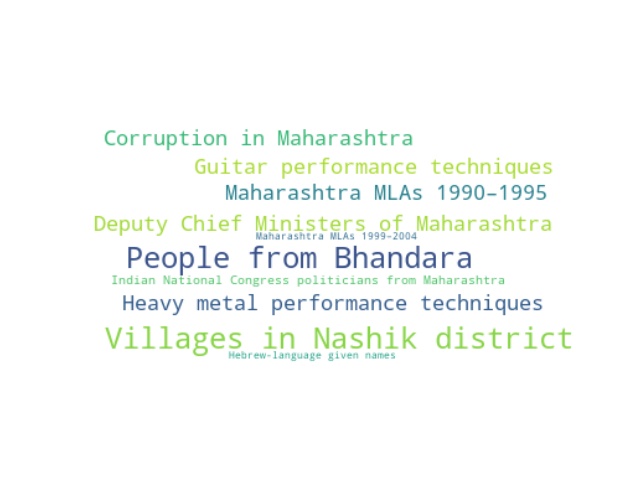 Corruption in Maharashtra
Guitar performance techniques
Maharashtra MLAs 1990–1995
Deputy Chief Ministers of Maharashtra
Maharashtra MLAs 1999–2004
People from Bhandara
Indian National Congress politicians from Maharashtra
Heavy metal performance techniques
Villages in Nashik district
Hebrew-language given names